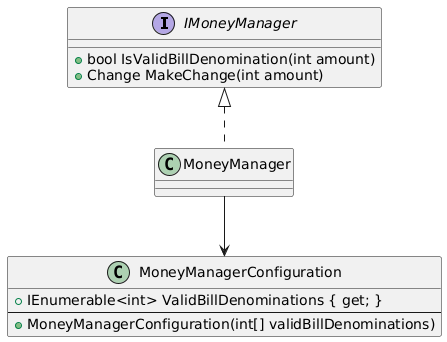 I IMoneyManager
+ bool IsValidBillDenomination(int amount)
+ Change MakeChange(int amount)
C MoneyManager
C MoneyManagerConfiguration
IEnumerable<int> ValidBillDenominations { get; }
MoneyManagerConfiguration(int[] validBillDenominations)